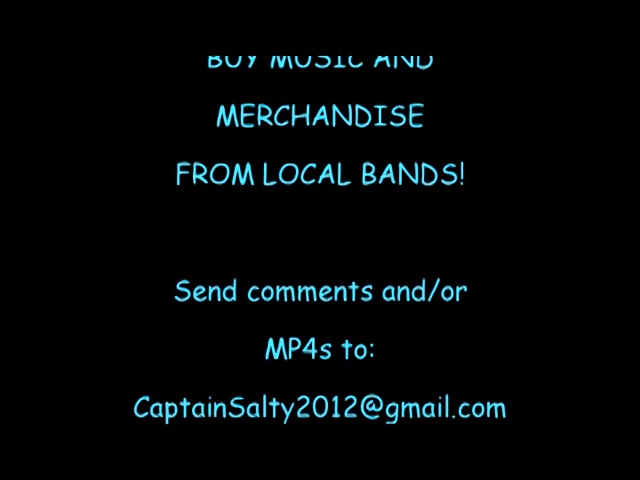 BUY MUSIC AND
MERCHANDISE
FROM LOCAL BANDS!
Send comments and/or
MP4s to:
CaptainSalty2012@gmail.com